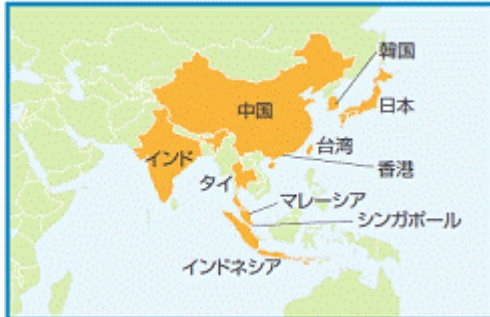 韓国
中国
日本
台湾
インド
香港
タイ
マレーシア
シンガポール
インドネシア